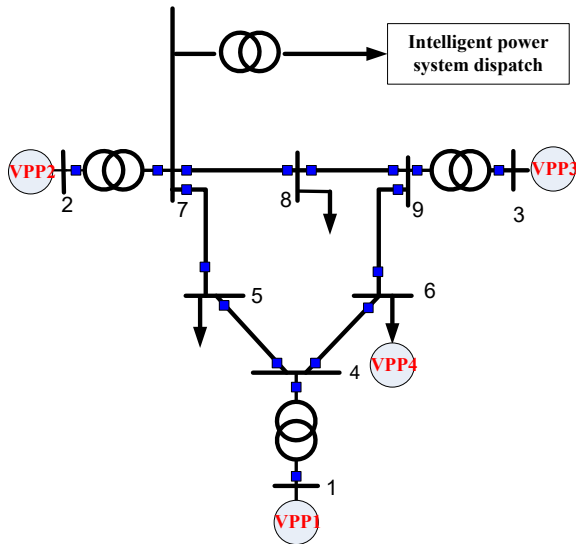 Intelligent power
system dispatch
VPP2
VPP3
2
7
8
9
3
5
6
4
VPP4
1
VPP1